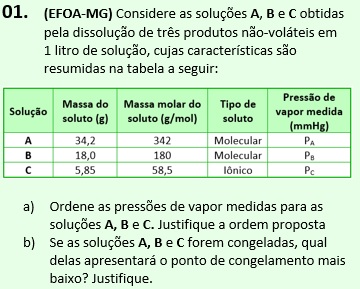 01. (EFOA-MG) Considere as soluções A, B e C obtidas
pela dissolução de três produtos não-voláteis em
1 litro de solução, cujas características são
resumidas na tabela a seguir:
Solução | Massa do soluto (g) | Massa molar do soluto (g/mol) | Tipo de soluto | Pressão de vapor medida (mmHg)
A | 34,2 | 342 | Molecular | PA
B | 18,0 | 180 | Molecular | PB
C | 5,85 | 58,5 | Iônico | PC
a) Ordene as pressões de vapor medidas para as
soluções A, B e C. Justifique a ordem proposta
b) Se as soluções A, B e C forem congeladas, qual
delas apresentará o ponto de congelamento mais
baixo? Justifique.